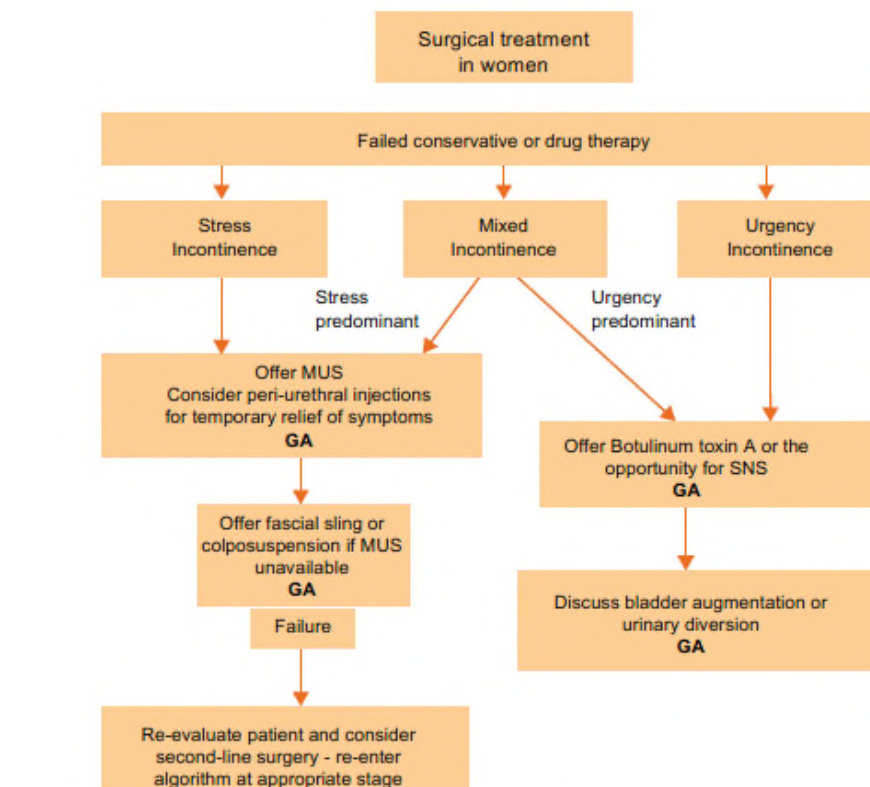 Surgical treatment
in women
Failed conservative or drug therapy
Stress
Incontinence
Mixed
Incontinence
Urgency
Incontinence
Stress
predominant
Urgency
predominant
Offer MUS
Consider peri-urethral injections
for temporary relief of symptoms
GA
Offer Botulinum toxin A or the
opportunity for SNS
GA
Offer fascial sling or
colposuspension if MUS
unavailable
GA
Failure
Discuss bladder augmentation or
urinary diversion
GA
Re-evaluate patient and consider
second-line surgery - re-enter
algorithm at appropriate stage